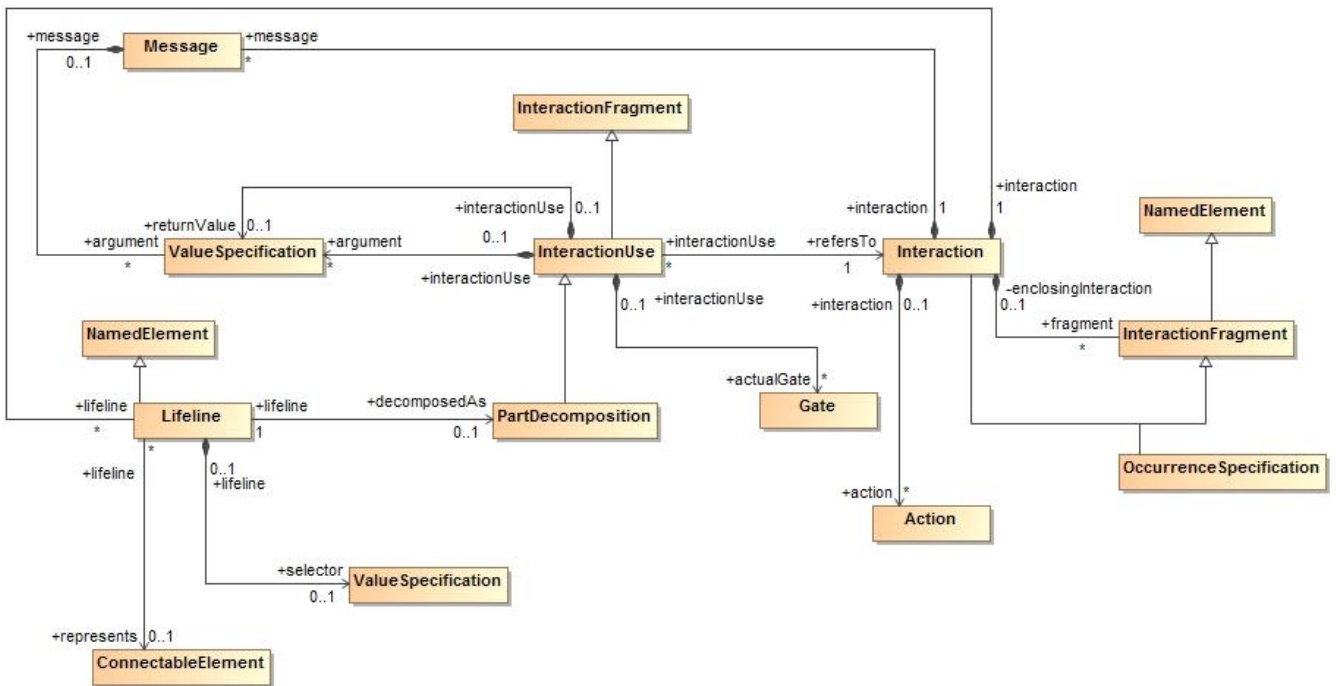 +message
Message
+message
0..1
*
InteractionFragment
+interactionUse
0..1
+interaction
1
+interaction
1
NamedElement
+returnValue
0..1
+argument
*
ValueSpecification
+argument
*
0..1
+interactionUse
InteractionUse
+interactionUse
*
+refersTo
1
Interaction
0..1
+interactionUse
+interaction
0..1
-enclosingInteraction
0..1
+fragment
*
InteractionFragment
NamedElement
+lifeline
*
Lifeline
+lifeline
1
+decomposedAs
0..1
PartDecomposition
+actualGate
*
Gate
*
+lifeline
0..1
+lifeline
OccurrenceSpecification
+action
*
Action
+selector
0..1
ValueSpecification
+represents
0..1
ConnectableElement